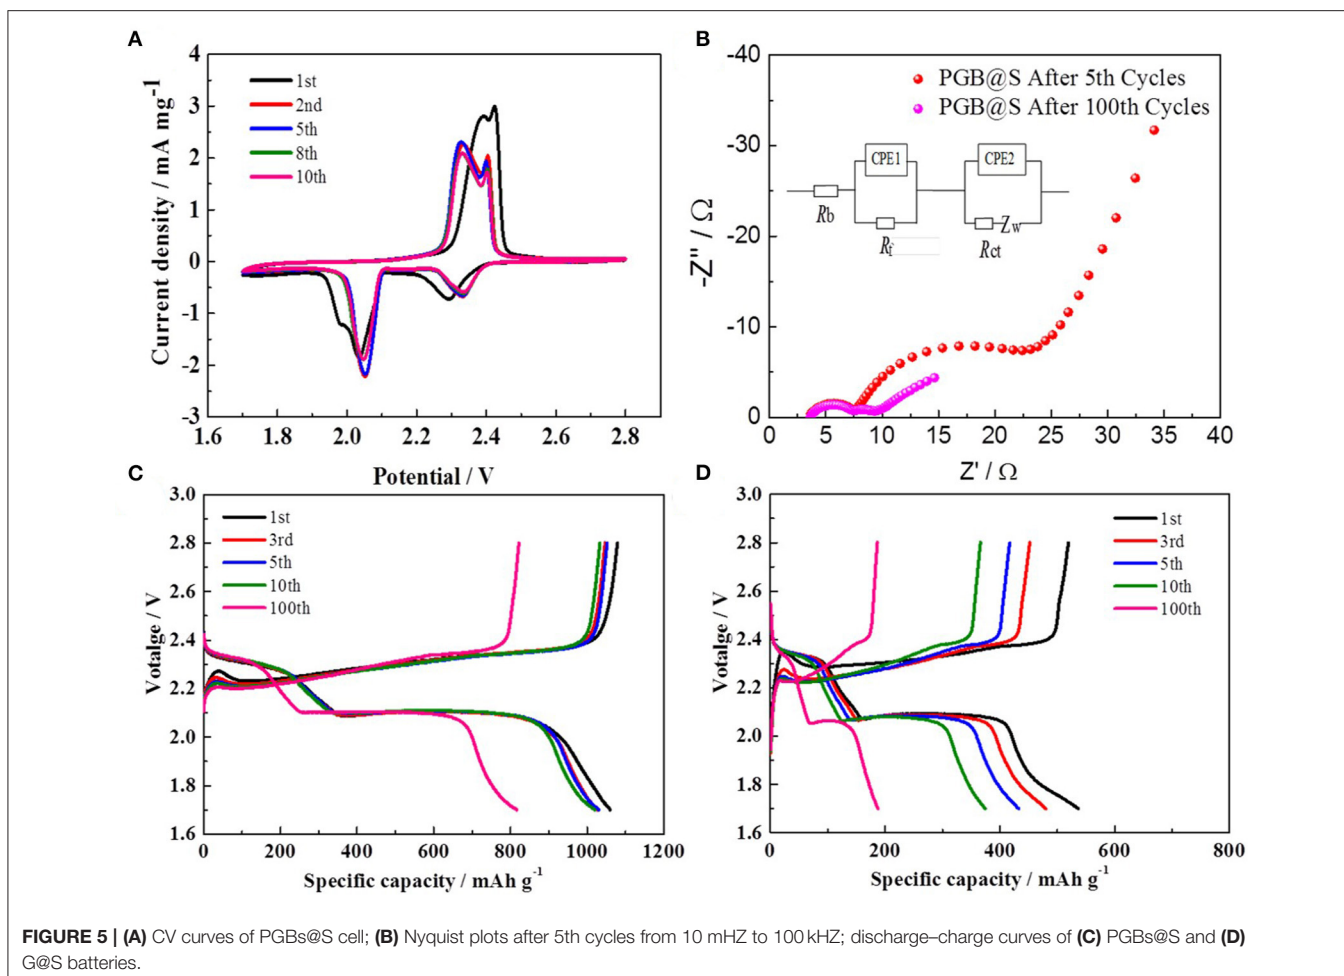 A
1st
2nd
5th
8th
10th
Current density / mA mg-1
4
3
2
1
0
-1
-2
-3
1.6
1.8
2.0
2.2
2.4
2.6
2.8
Potential / V
B
PGB@S After 5th Cycles
PGB@S After 100th Cycles
CPE1
CPE2
Rb
Rf
Rct
Zw
-Z" / Ω
-40
-30
-20
-10
0
0
5
10
15
20
25
30
35
40
Z' / Ω
C
1st
3rd
5th
10th
100th
Votalge / V
3.0
2.8
2.6
2.4
2.2
2.0
1.8
1.6
0
200
400
600
800
1000
1200
Specific capacity / mAh g-1
D
1st
3rd
5th
10th
100th
Votalge / V
3.0
2.8
2.6
2.4
2.2
2.0
1.8
1.6
0
200
400
600
800
Specific capacity / mAh g-1
FIGURE 5 | (A) CV curves of PGBs@S cell; (B) Nyquist plots after 5th cycles from 10 mHZ to 100 kHZ; discharge–charge curves of (C) PGBs@S and (D)
G@S batteries.